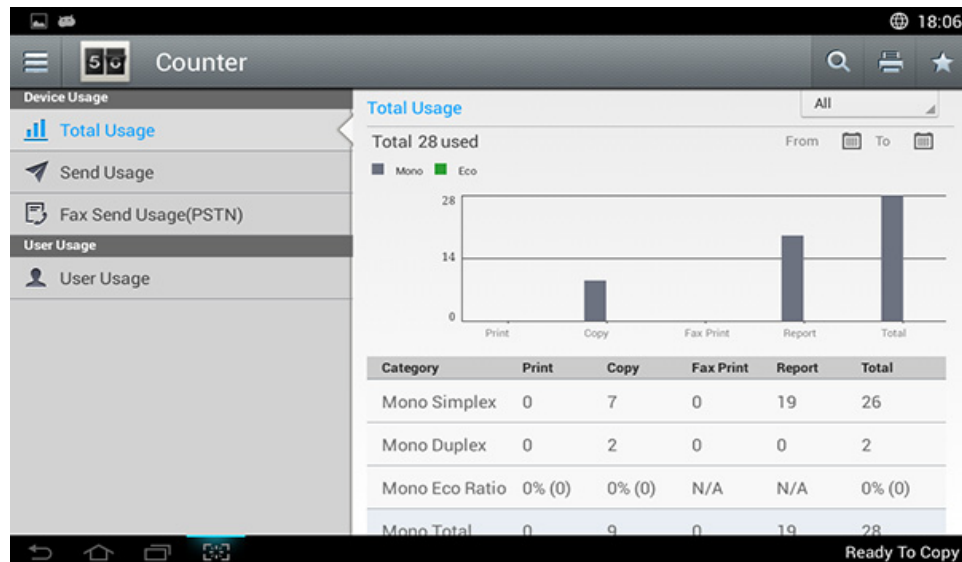 18:06
Counter
Device Usage
Total Usage
Send Usage
Fax Send Usage(PSTN)
User Usage
User Usage
Total Usage
All
Total 28 used
From To
Mono Eco
28
14
0
Print Copy Fax Print Report Total
Category Print Copy Fax Print Report Total
Mono Simplex 0 7 0 19 26
Mono Duplex 0 2 0 0 2
Mono Eco Ratio 0% (0) 0% (0) N/A N/A 0% (0)
Mono Total 0 9 0 19 28
Ready To Copy